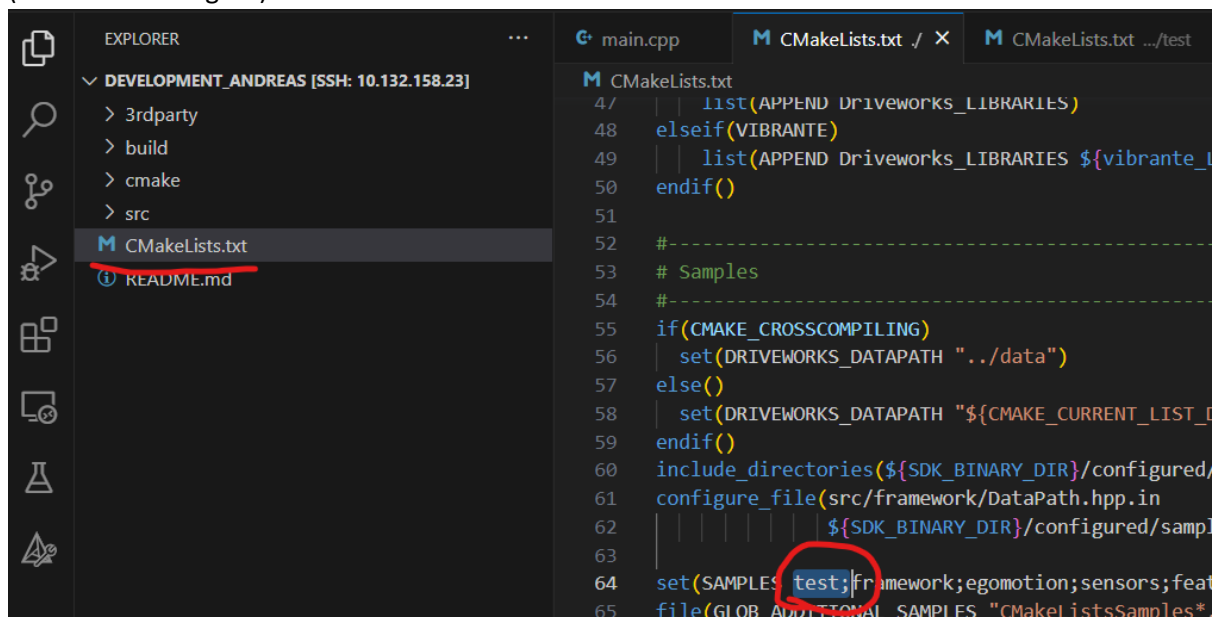 EXPLORER ...
DEVELOPMENT_ANDREAS [SSH: 10.132.158.23]
> 3rdparty
> build
> cmake
> src
M CMakeLists.txt
README.md
main.cpp
M CMakeLists.txt ./ X
M CMakeLists.txt .../test
M CMakeLists.txt
47 list(APPEND Driveworks_LIBRARIES)
48 elseif(VIBRANTE)
49 list(APPEND Driveworks_LIBRARIES ${vibrante_L
50 endif()
51
52 #-------------------------------------------------
53 # Samples
54 #-------------------------------------------------
55 if(CMAKE_CROSSCOMPILING)
56 set(DRIVEWORKS_DATAPATH "../data")
57 else()
58 set(DRIVEWORKS_DATAPATH "${CMAKE_CURRENT_LIST_D
59 endif()
60 include_directories(${SDK_BINARY_DIR}/configured/
61 configure_file(src/framework/DataPath.hpp.in
62 ${SDK_BINARY_DIR}/configured/sampl
63
64 set(SAMPLES test;framework;egomotion;sensors;feat
65 file(GLOB ADDITIONAL_SAMPLES "CMakeListsSamples*.